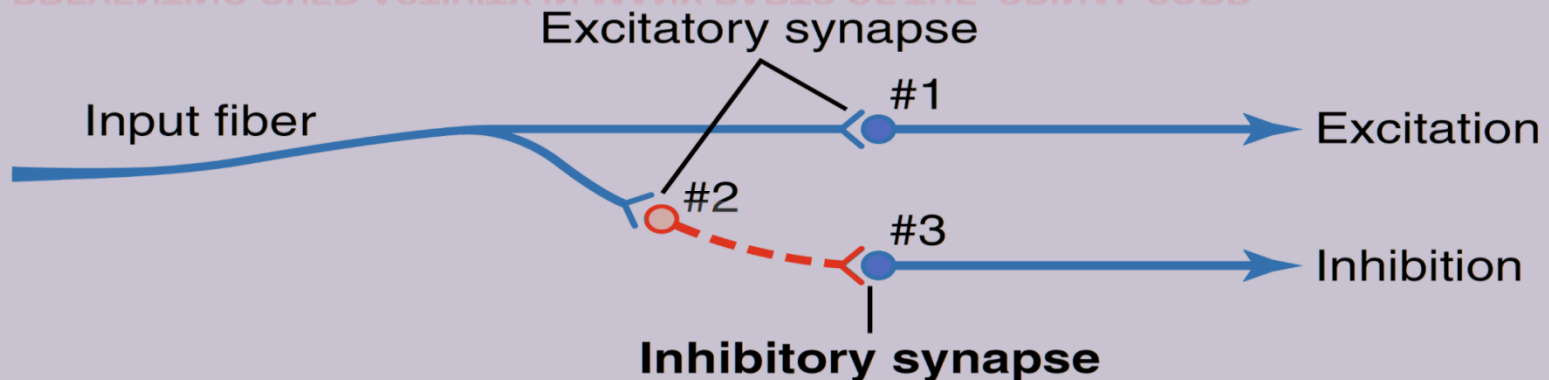 Excitatory synapse
#1
Input fiber
Excitation
#2
#3
Inhibition
Inhibitory synapse